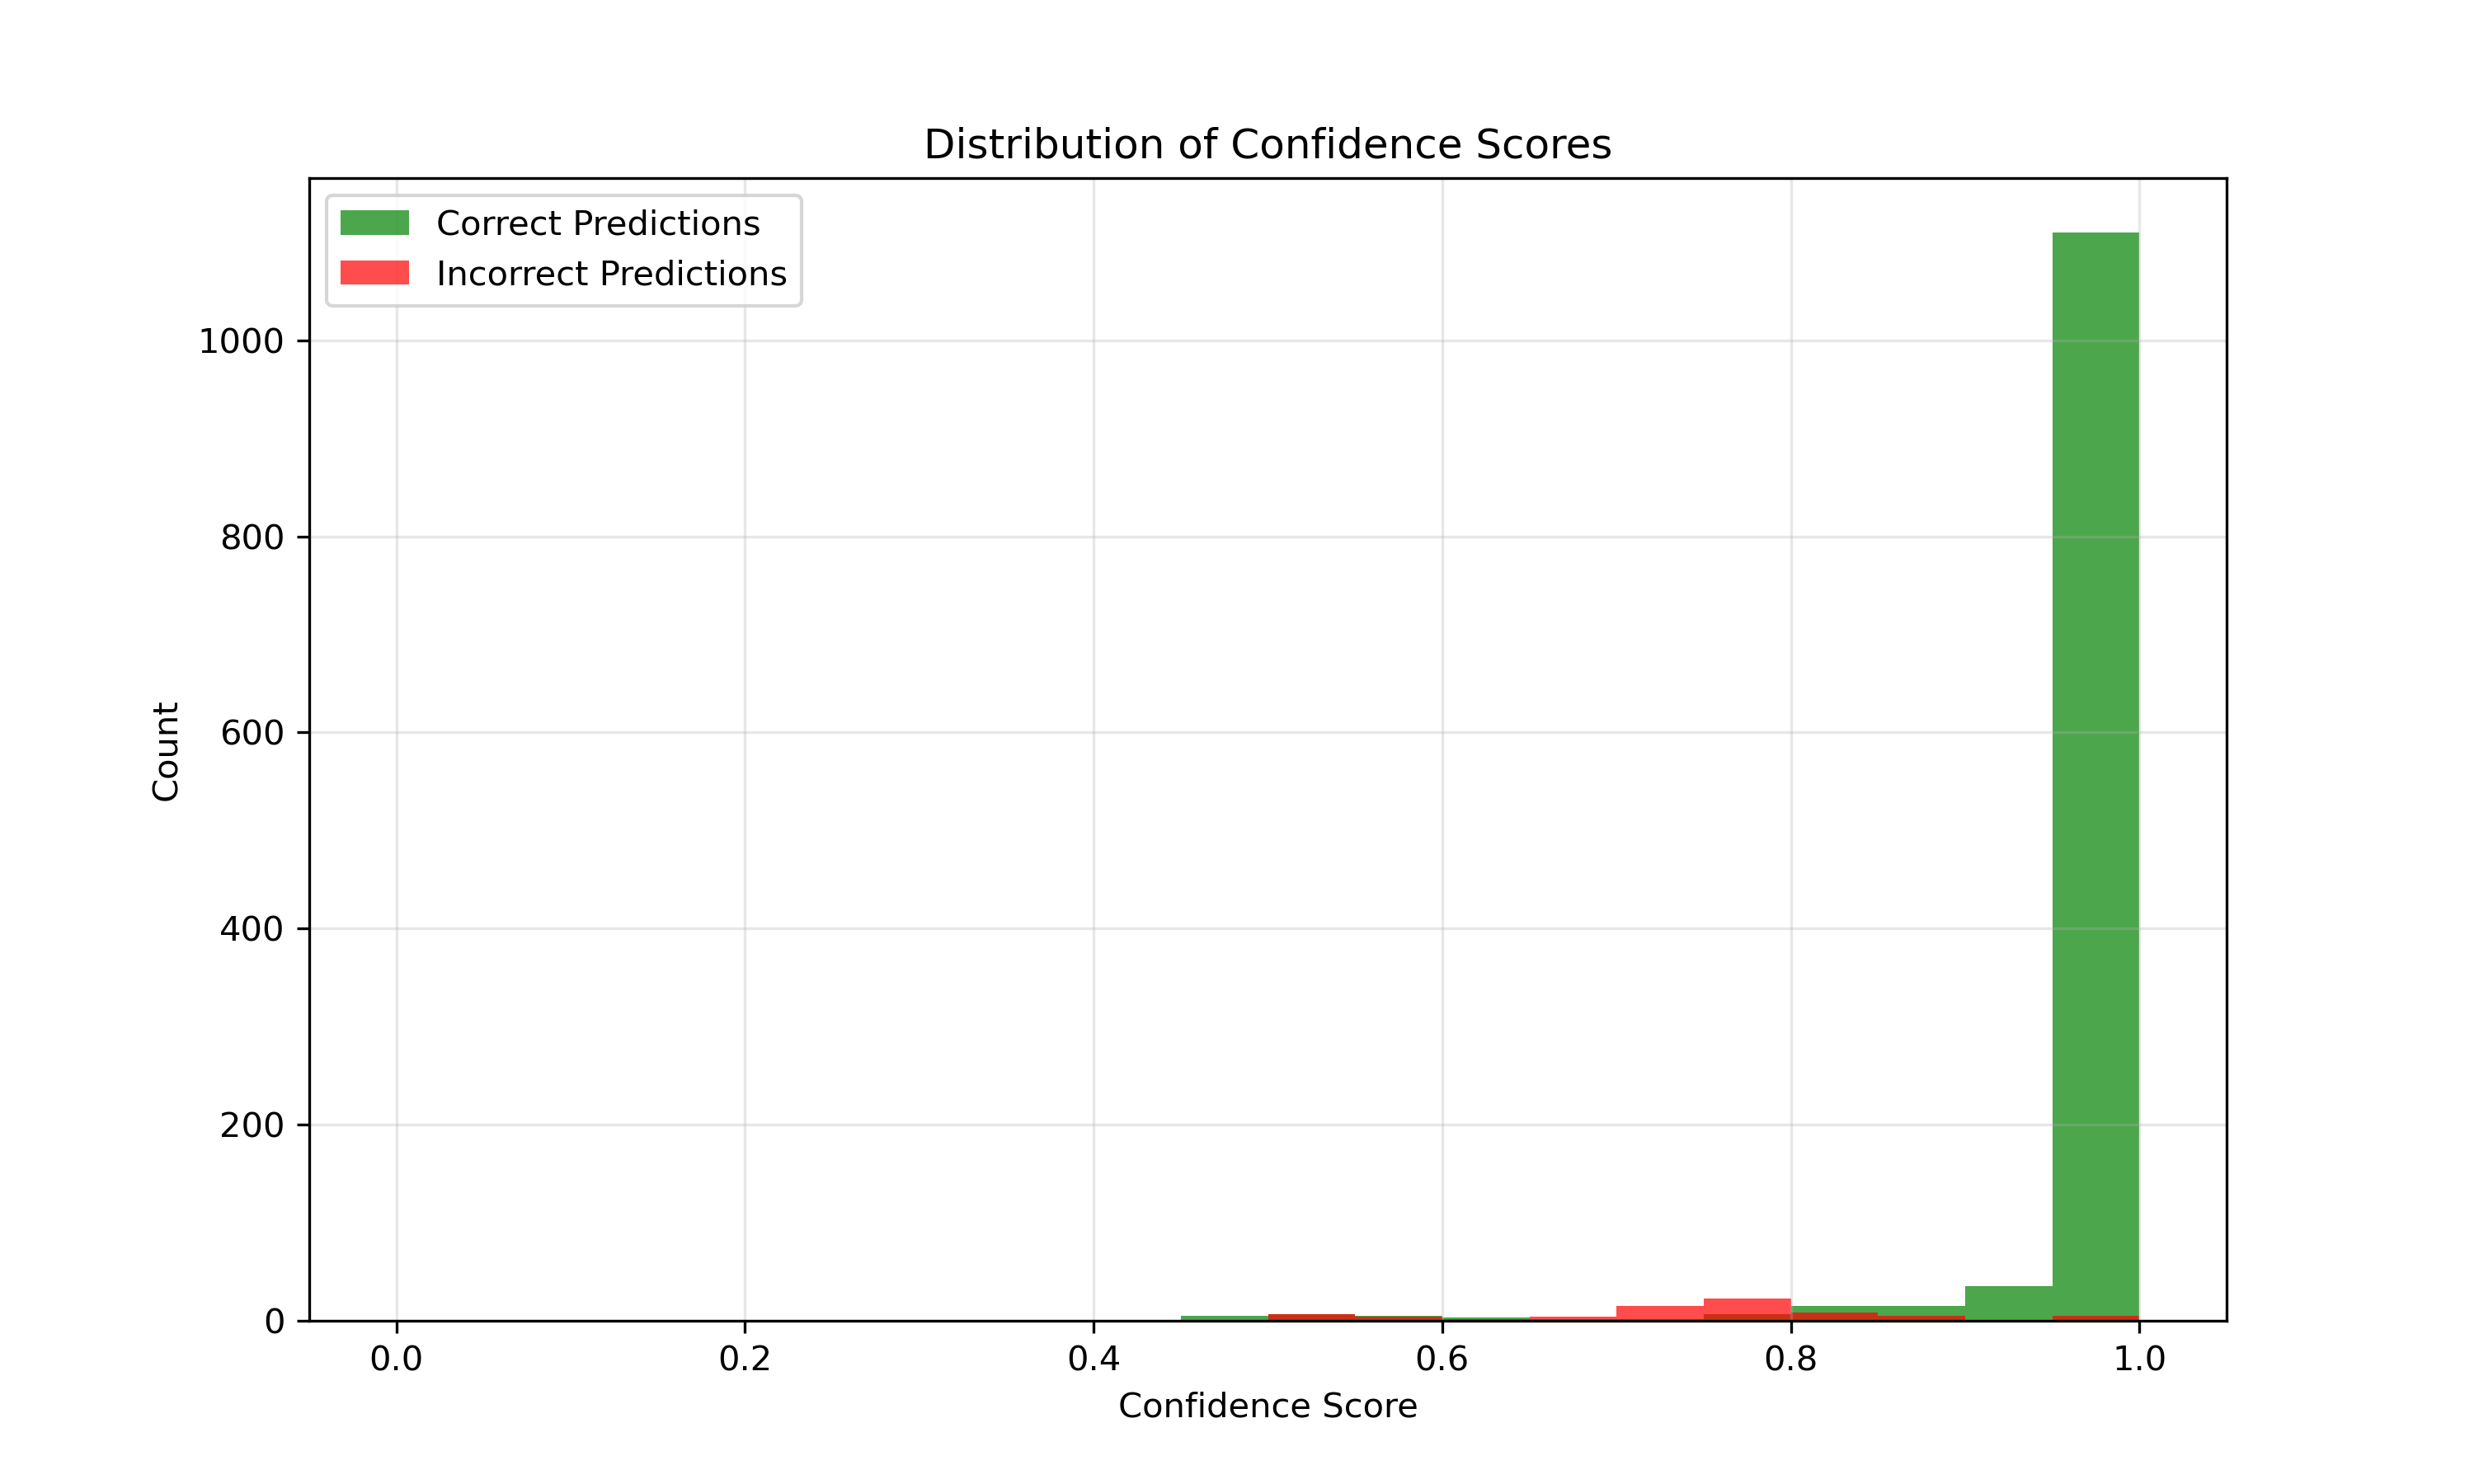 Distribution of Confidence Scores
Correct Predictions
Incorrect Predictions
1000
800
600
400
200
0
Count
0.0 0.2 0.4 0.6 0.8 1.0
Confidence Score